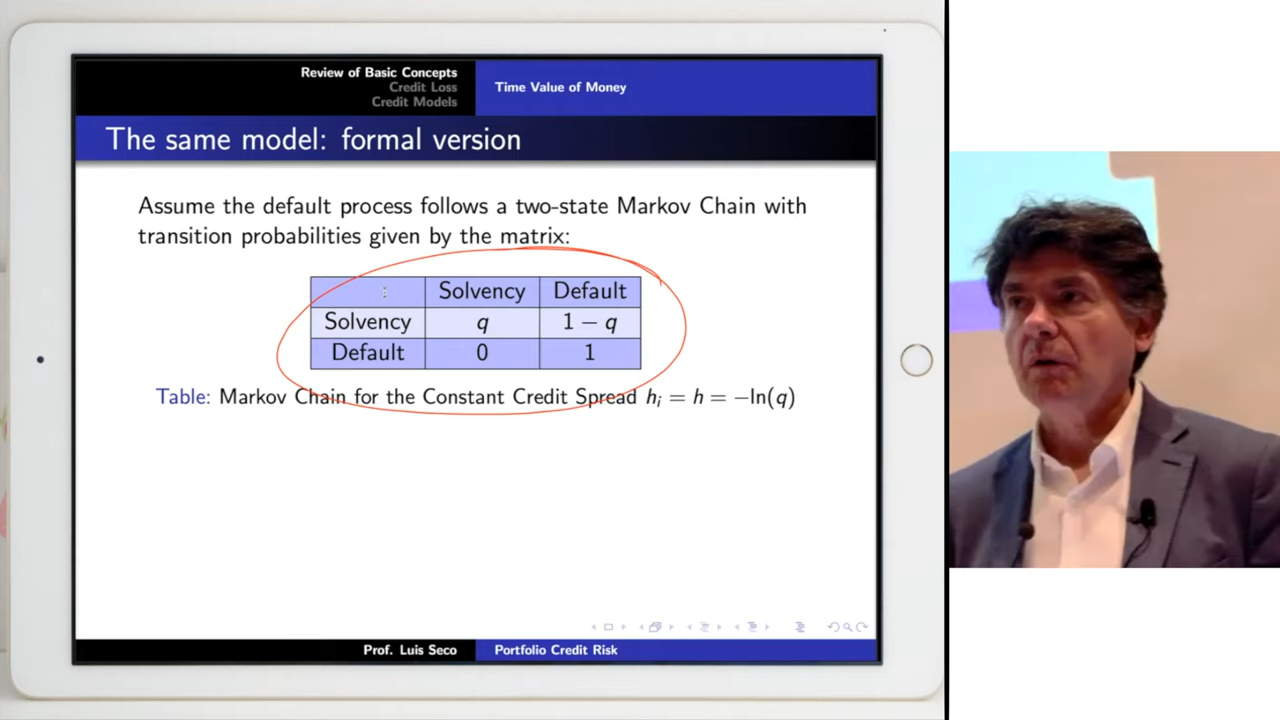 Review of Basic Concepts
Credit Loss
Credit Models
Time Value of Money
The same model: formal version
Assume the default process follows a two-state Markov Chain with
transition probabilities given by the matrix:
Solvency Default
Solvency q 1 − q
Default 0 1
Table: Markov Chain for the Constant Credit Spread hᵢ = h = −ln(q)
Prof. Luis Seco
Portfolio Credit Risk